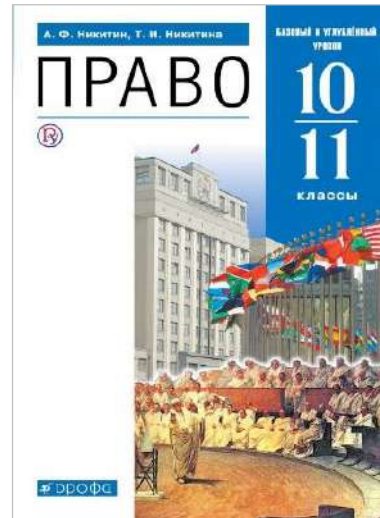 А. Ф. Никитин, Т. И. Никитина
БАЗОВЫЙ И УГЛУБЛЁННЫЙ
УРОВНИ
ПРАВО
10
11
классы
дрофа